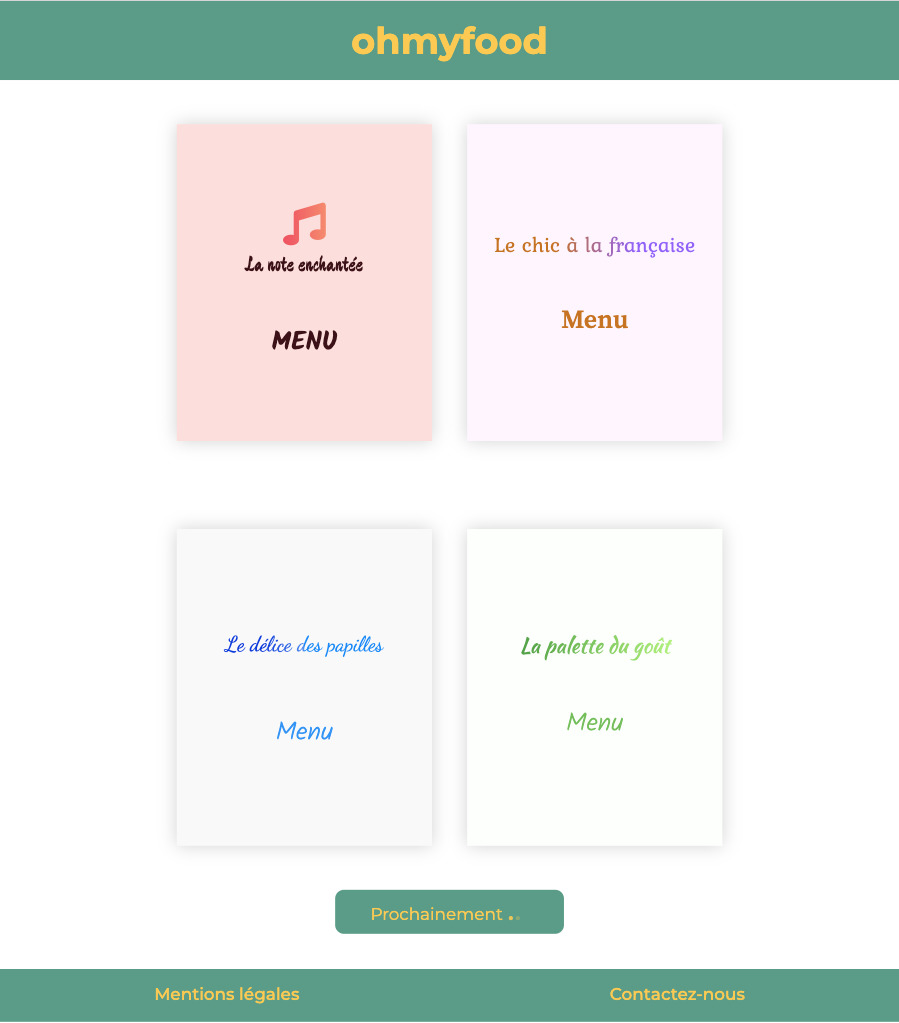 ohmyfood
La note enchantée
MENU
Le chic à la française
Menu
Le délice des papilles
Menu
La palette du goût
Menu
Prochainement ..
Mentions légales
Contactez-nous